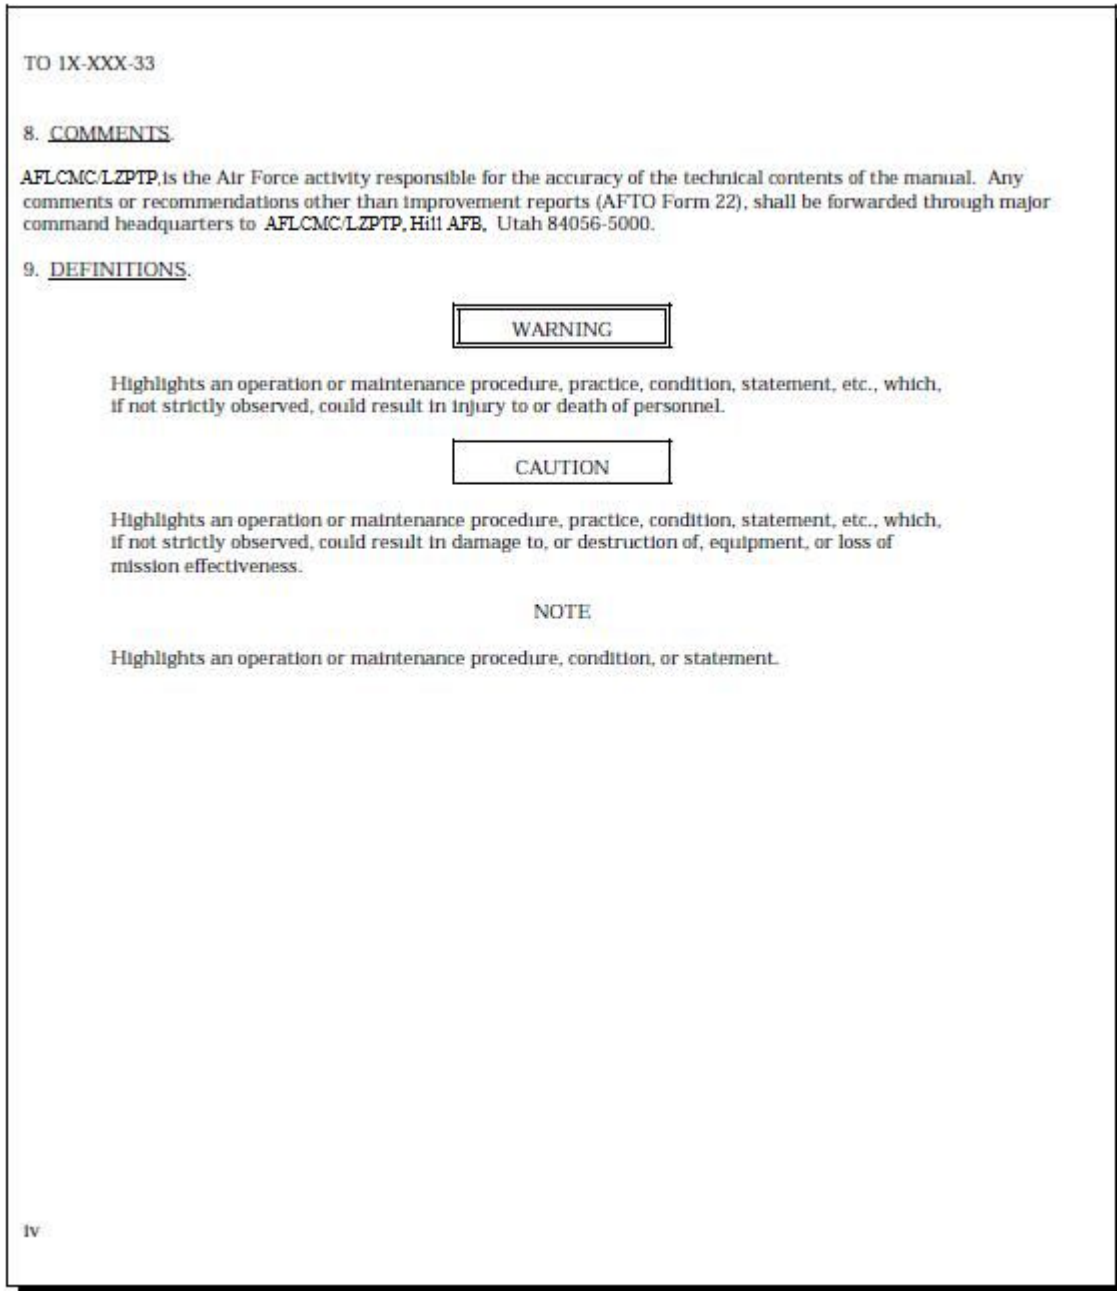 TO 1X-XXX-33
8. COMMENTS.
AFLCMC/LZPTP, is the Air Force activity responsible for the accuracy of the technical contents of the manual. Any
comments or recommendations other than improvement reports (AFTO Form 22), shall be forwarded through major
command headquarters to AFLCMC/LZPTP, Hill AFB, Utah 84056-5000.
9. DEFINITIONS.
WARNING
Highlights an operation or maintenance procedure, practice, condition, statement, etc., which,
if not strictly observed, could result in injury to or death of personnel.
CAUTION
Highlights an operation or maintenance procedure, practice, condition, statement, etc., which,
if not strictly observed, could result in damage to, or destruction of, equipment, or loss of
mission effectiveness.
NOTE
Highlights an operation or maintenance procedure, condition, or statement.
iv